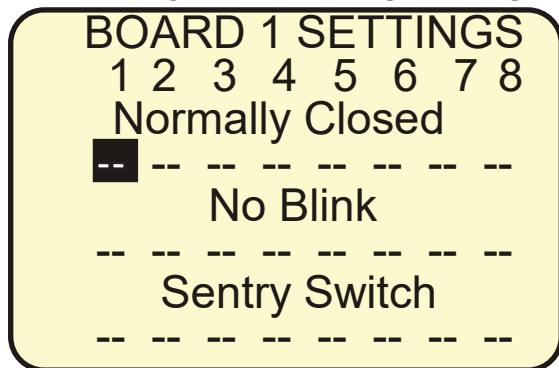 BOARD 1 SETTINGS
1 2 3 4 5 6 7 8
Normally Closed
-- -- -- -- -- -- -- --
No Blink
-- -- -- -- -- -- -- --
Sentry Switch
-- -- -- -- -- -- -- --